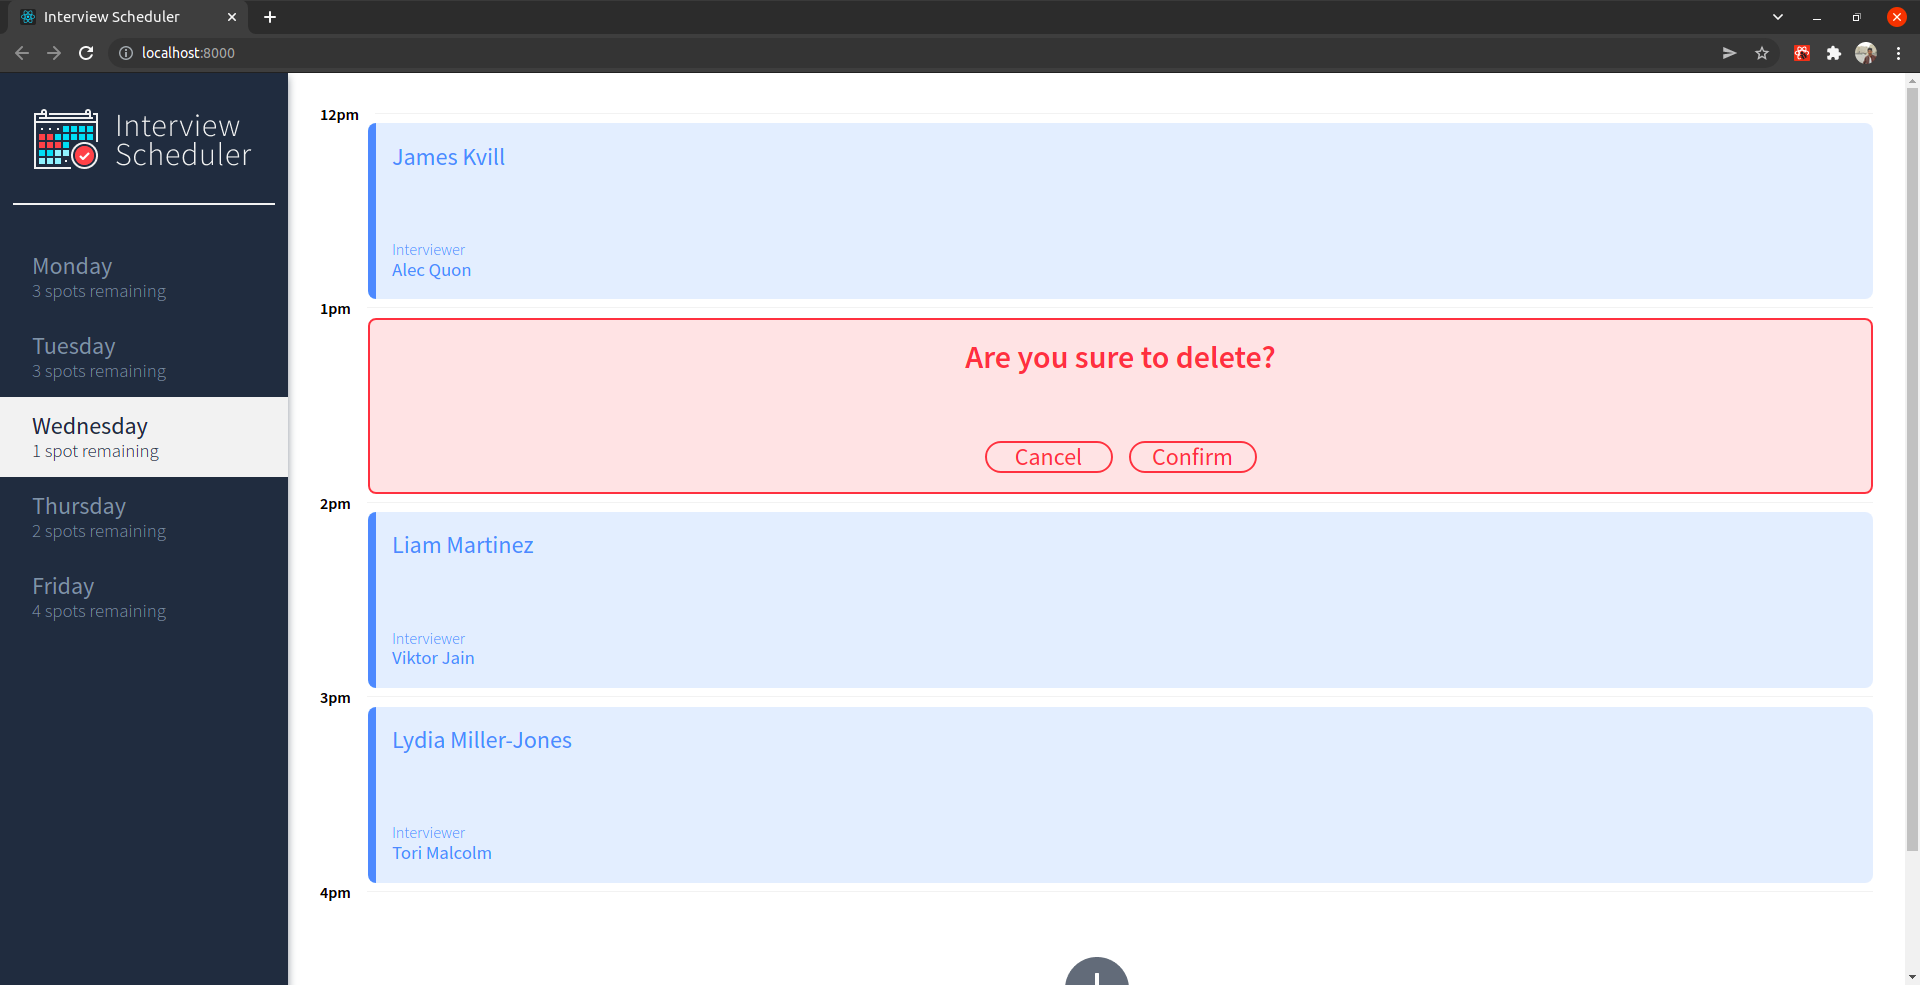 Interview Scheduler
localhost:8000
Interview
Scheduler
Monday
3 spots remaining
Tuesday
3 spots remaining
Wednesday
1 spot remaining
Thursday
2 spots remaining
Friday
4 spots remaining
12pm
James Kvill
Interviewer
Alec Quon
1pm
Are you sure to delete?
Cancel Confirm
2pm
Liam Martinez
Interviewer
Viktor Jain
3pm
Lydia Miller-Jones
Interviewer
Tori Malcolm
4pm